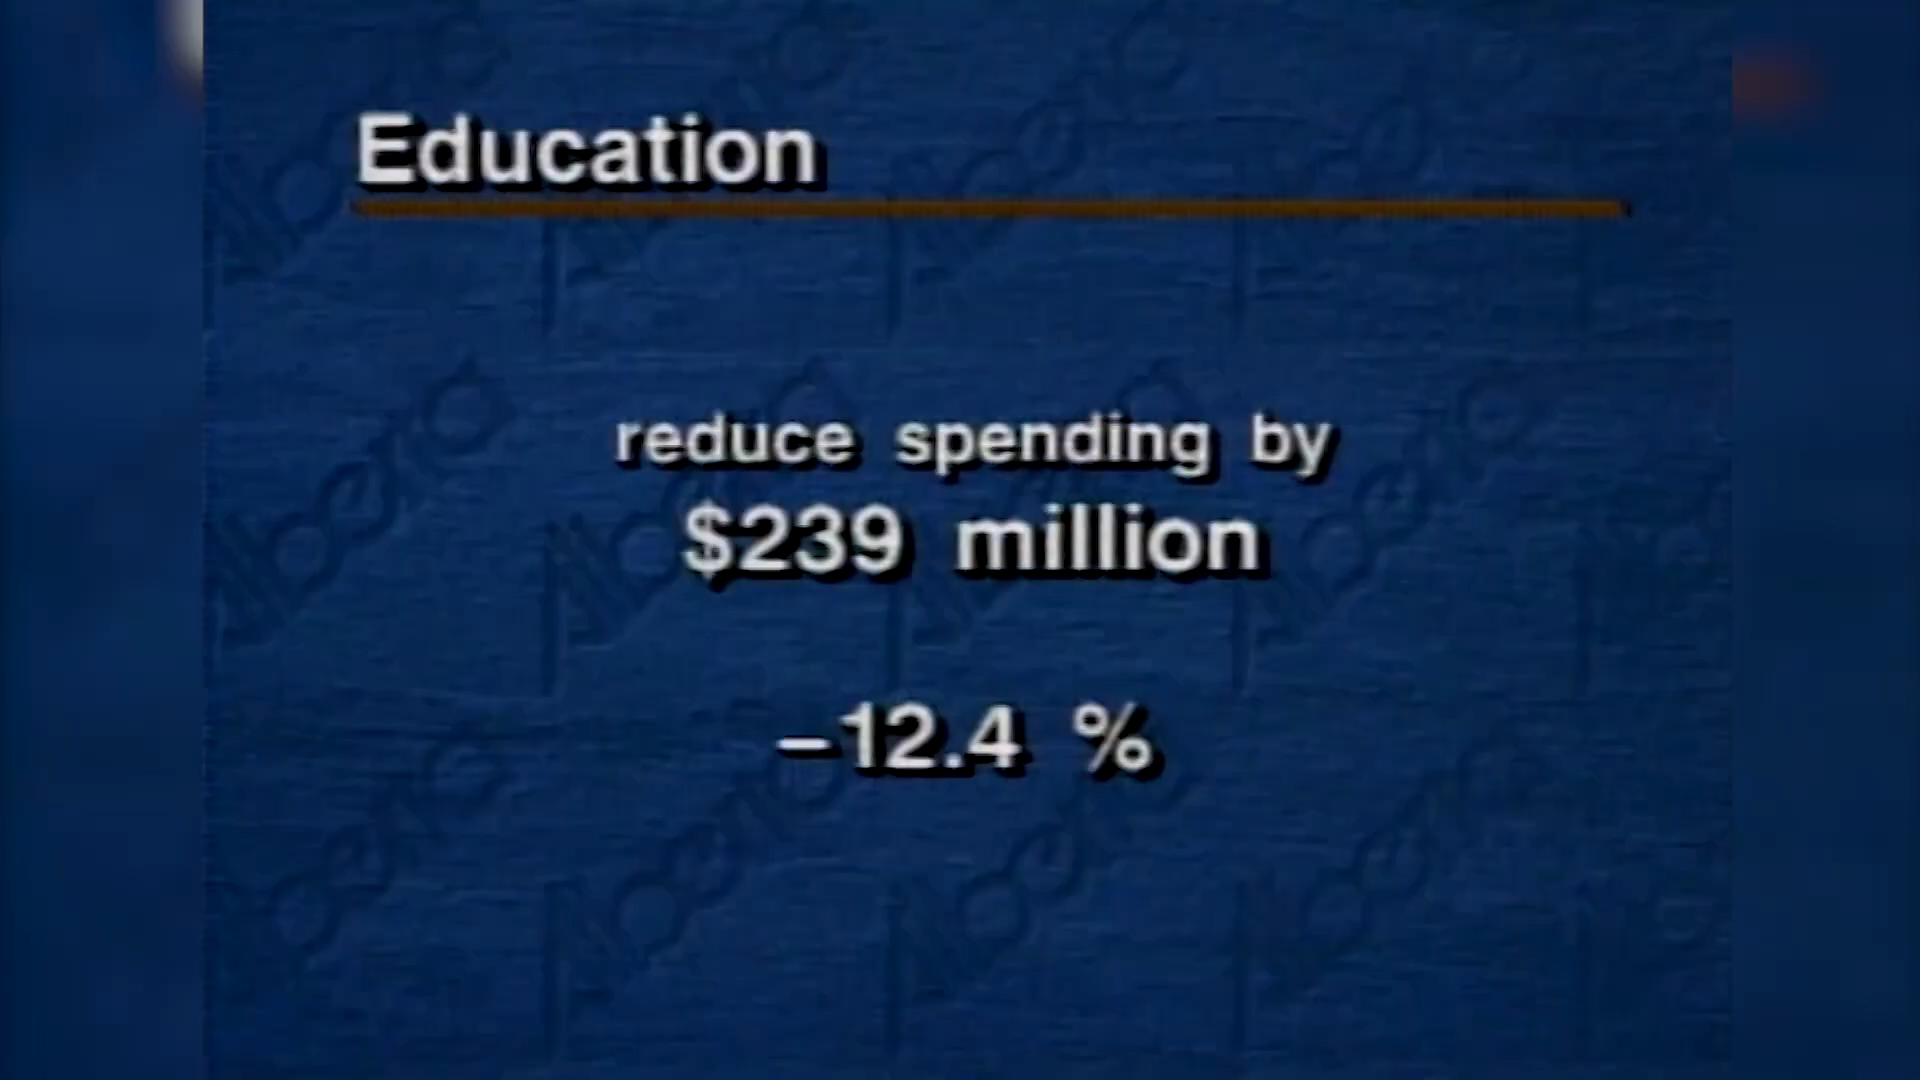 Education
reduce spending by
$239 million
–12.4 %